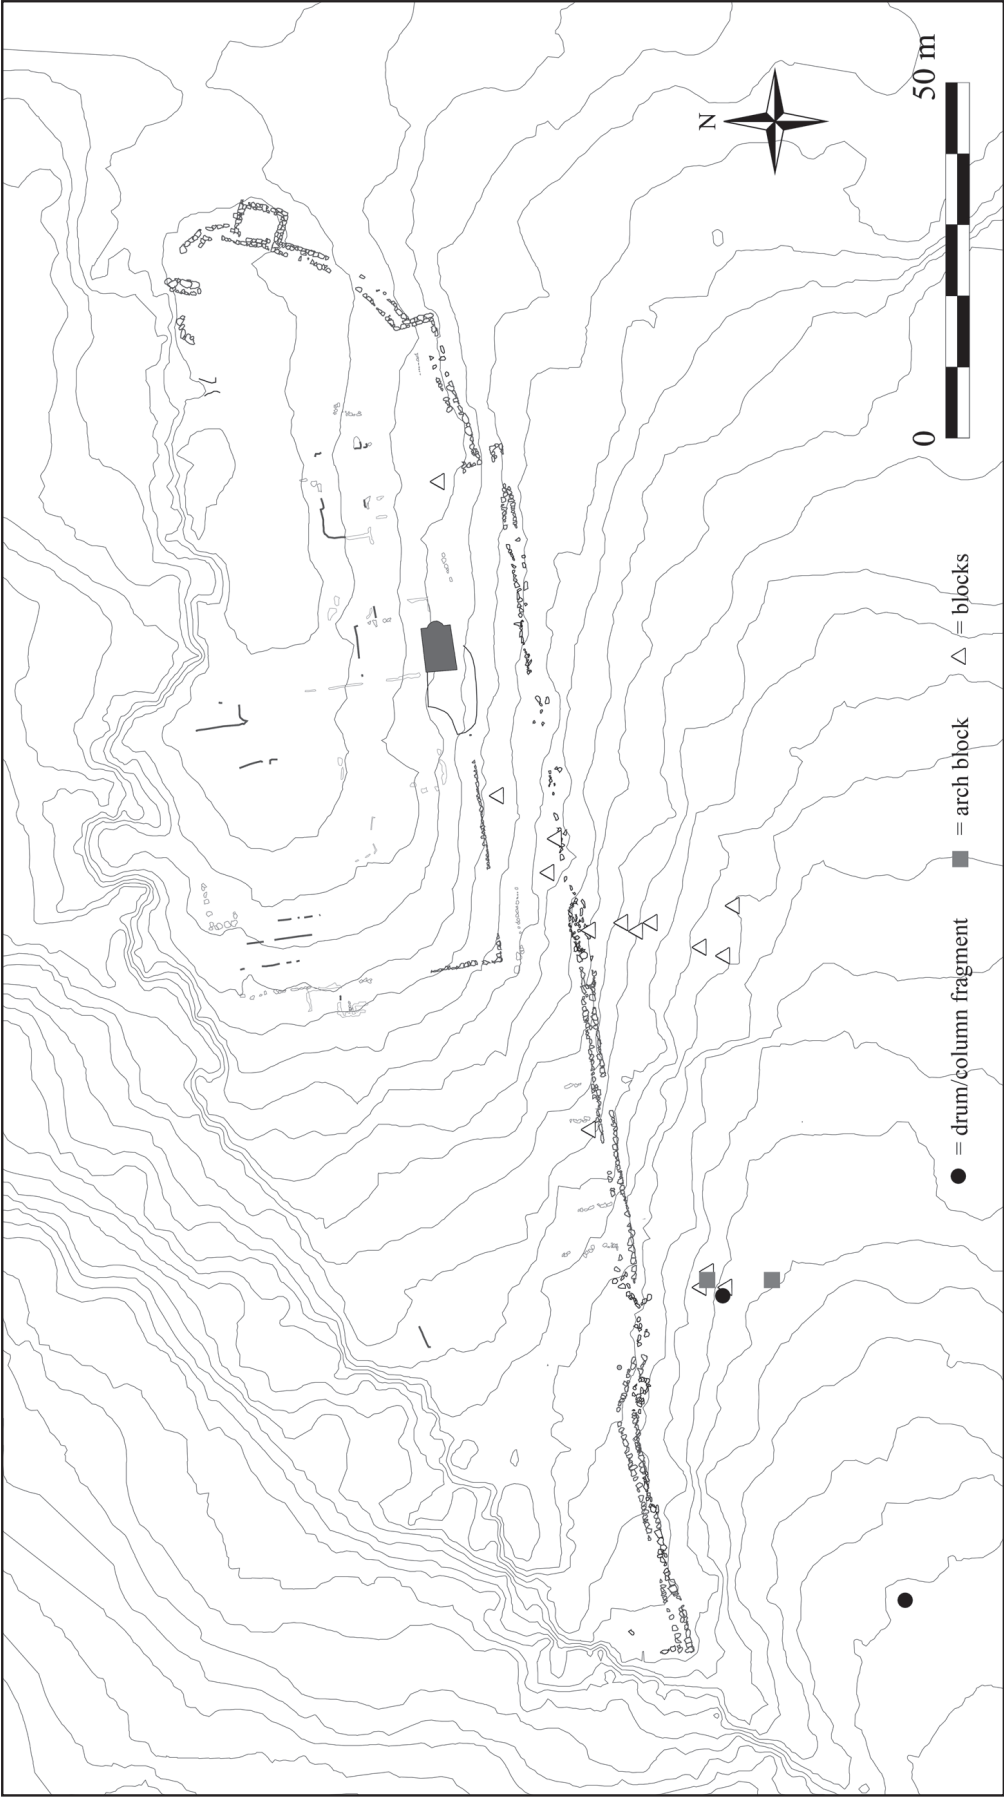 N
0
50 m
= drum/column fragment
= arch block
= blocks